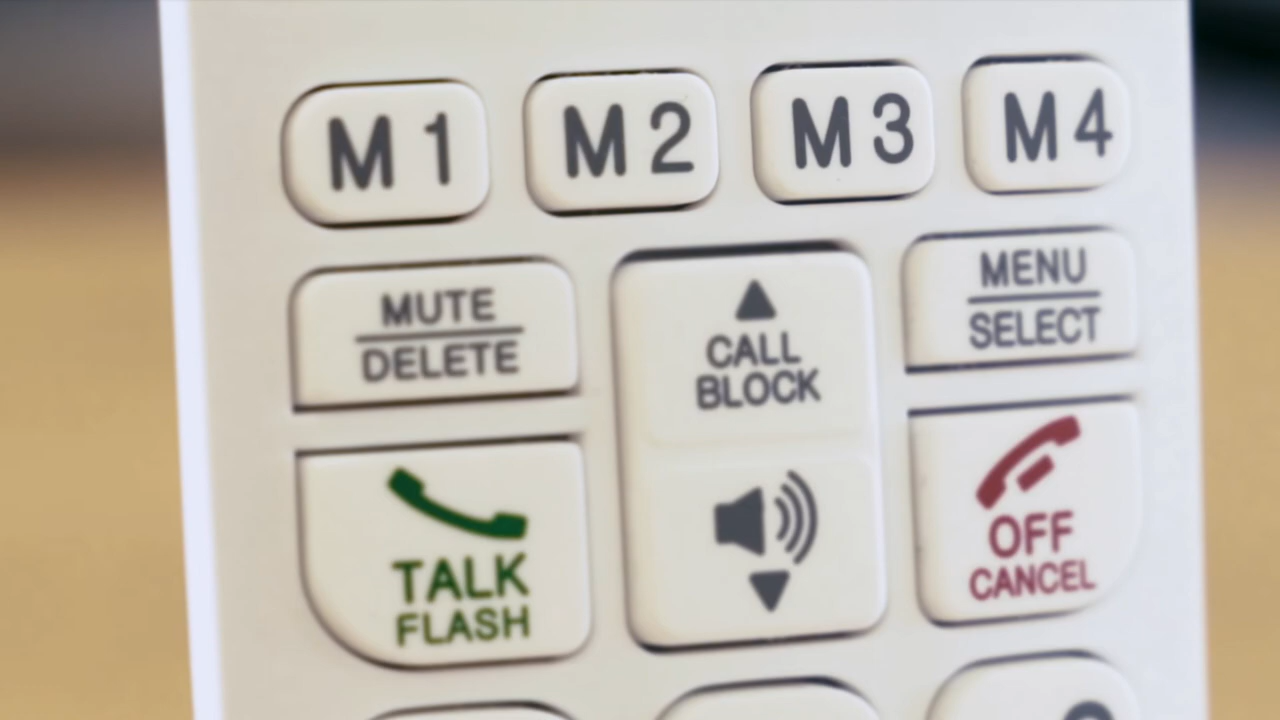 M1 M2 M3 M4
MUTE
DELETE
CALL
BLOCK
MENU
SELECT
TALK
FLASH
OFF
CANCEL